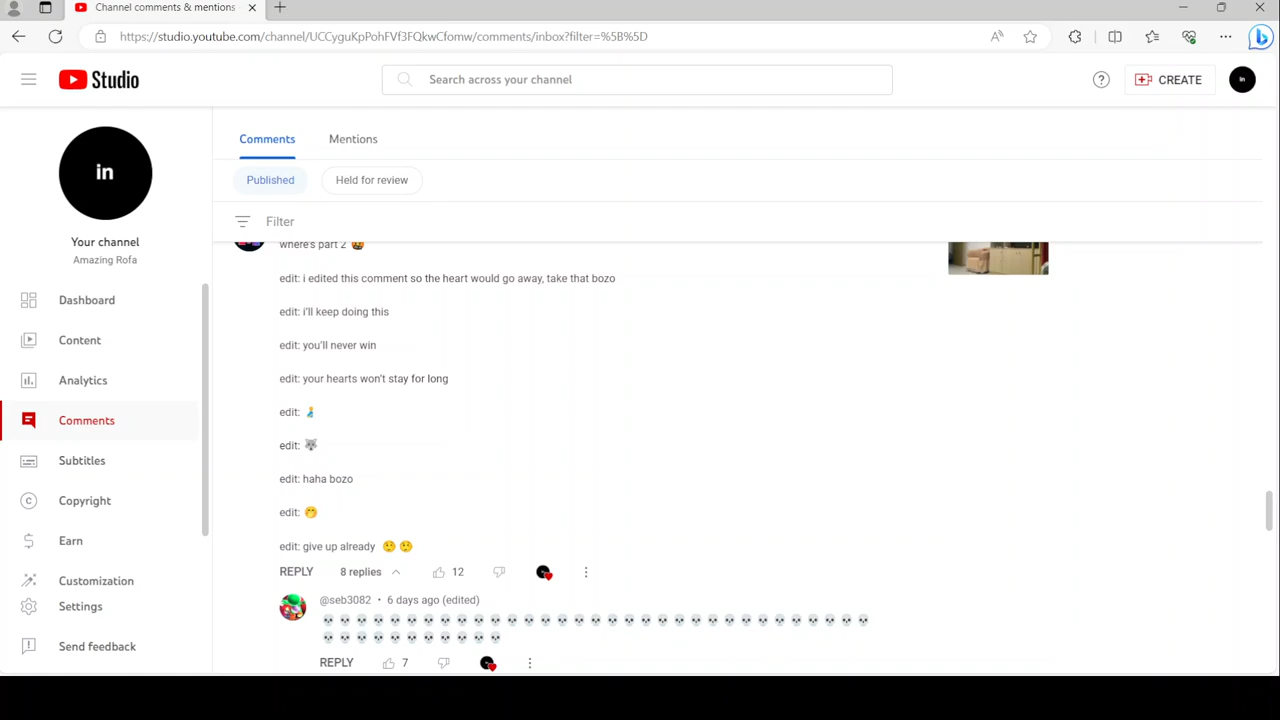 Channel comments & mentions
https://studio.youtube.com/channel/UCCyguKpPohFVf3FQkwCfomw/comments/inbox?filter=%5B%5D
Studio
Search across your channel
CREATE
in
in
Your channel
Amazing Rofa
Dashboard
Content
Analytics
Comments
Subtitles
Copyright
Earn
Customization
Settings
Send feedback
Comments Mentions
Published Held for review
Filter
where's part 2 
edit: i edited this comment so the heart would go away, take that bozo
edit: i'll keep doing this
edit: you'll never win
edit: your hearts won't stay for long
edit:
edit: 🐺
edit: haha bozo
edit: 🤭
edit: give up already 🤫 🤫
REPLY 8 replies 12
@seb3082 • 6 days ago (edited)
💀 💀 💀 💀 💀 💀 💀 💀 💀 💀 💀 💀 💀 💀 💀 💀 💀 💀 💀 💀 💀 💀 💀 💀 💀 💀 💀 💀 💀 💀 💀 💀 💀
💀 💀 💀 💀 💀 💀 💀 💀 💀 💀 💀
REPLY 7